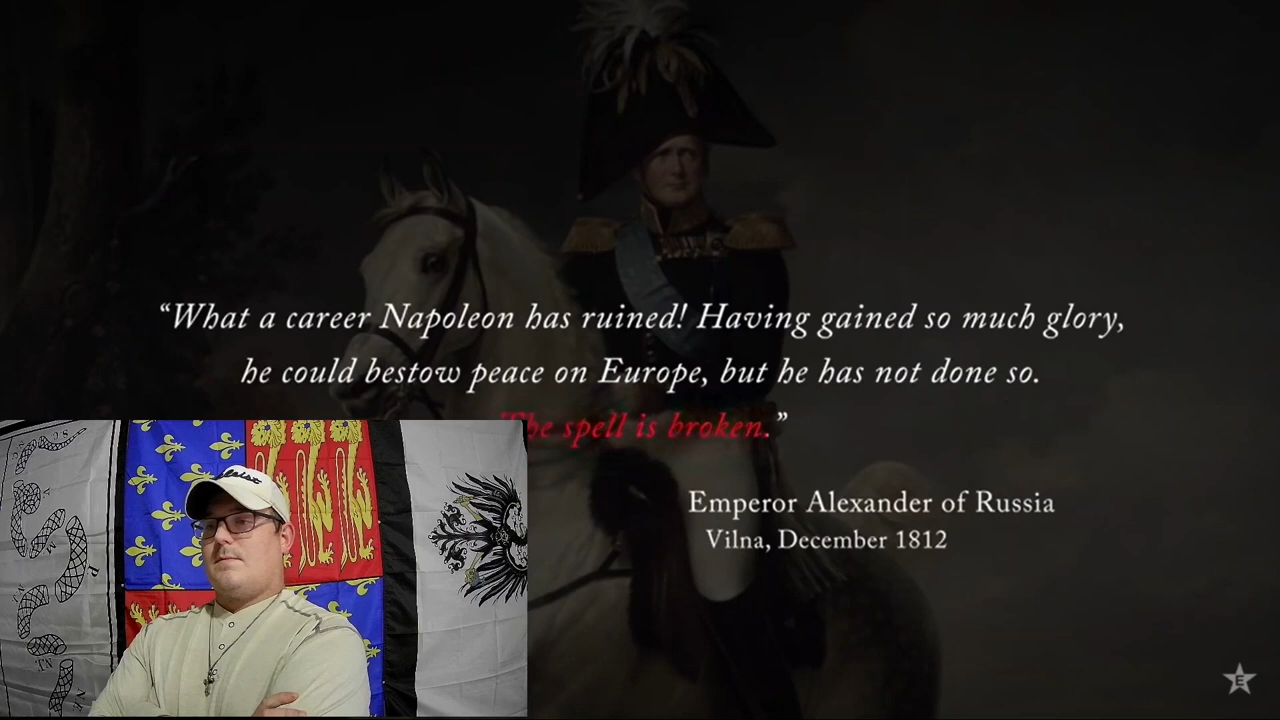 “What a career Napoleon has ruined! Having gained so much glory,
he could bestow peace on Europe, but he has not done so.
The spell is broken.”
Emperor Alexander of Russia
Vilna, December 1812
E